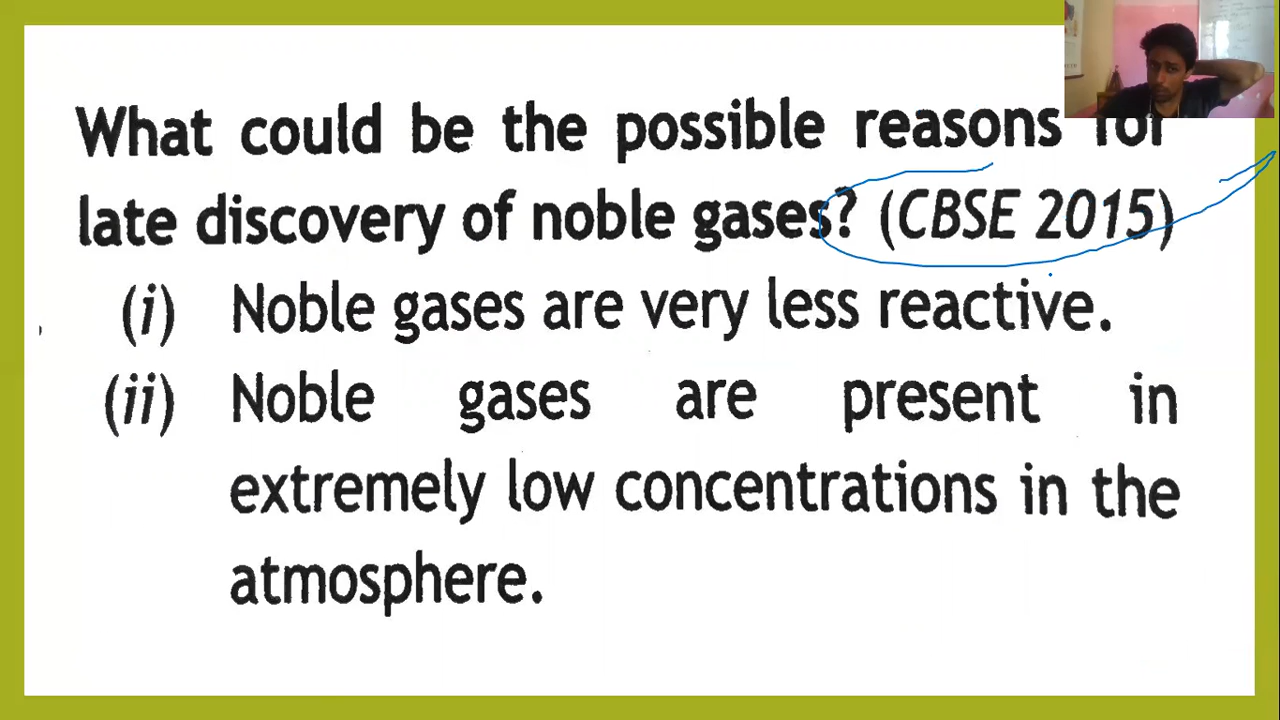 What could be the possible reasons for
late discovery of noble gases? (CBSE 2015)
(i) Noble gases are very less reactive.
(ii) Noble gases are present in
extremely low concentrations in the
atmosphere.